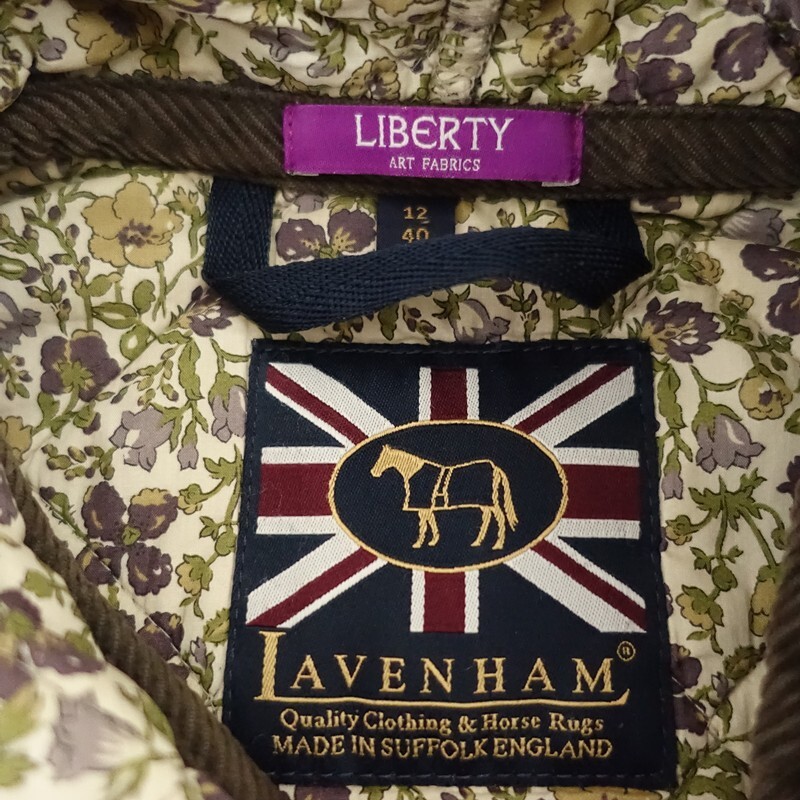 LIBERTY
ART FABRICS
12
40
LAVENHAM®
Quality Clothing & Horse Rugs
MADE IN SUFFOLK ENGLAND